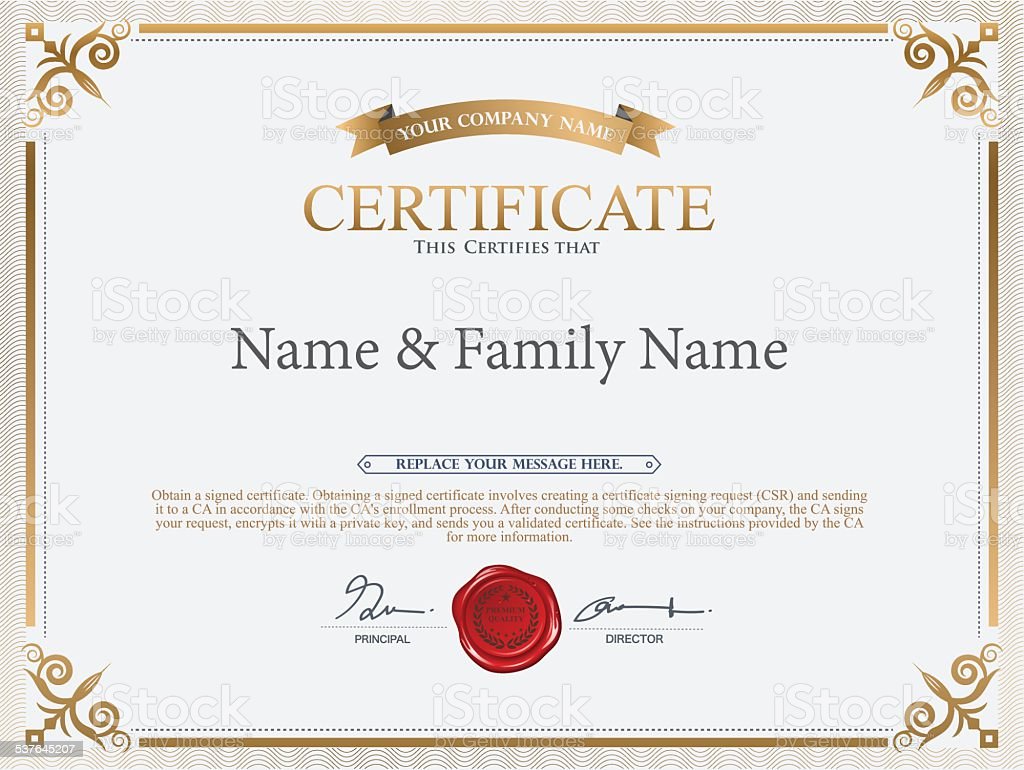 YOUR COMPANY NAME
CERTIFICATE
THIS CERTIFIES THAT
Name & Family Name
REPLACE YOUR MESSAGE HERE.
Obtain a signed certificate. Obtaining a signed certificate involves creating a certificate signing request (CSR) and sending
it to a CA in accordance with the CA's enrollment process. After conducting some checks on your company, the CA signs
your request, encrypts it with a private key, and sends you a validated certificate. See the instructions provided by the CA
for more information.
PREMIUM
QUALITY
PRINCIPAL
DIRECTOR
iStock
by Getty Images™
537645207